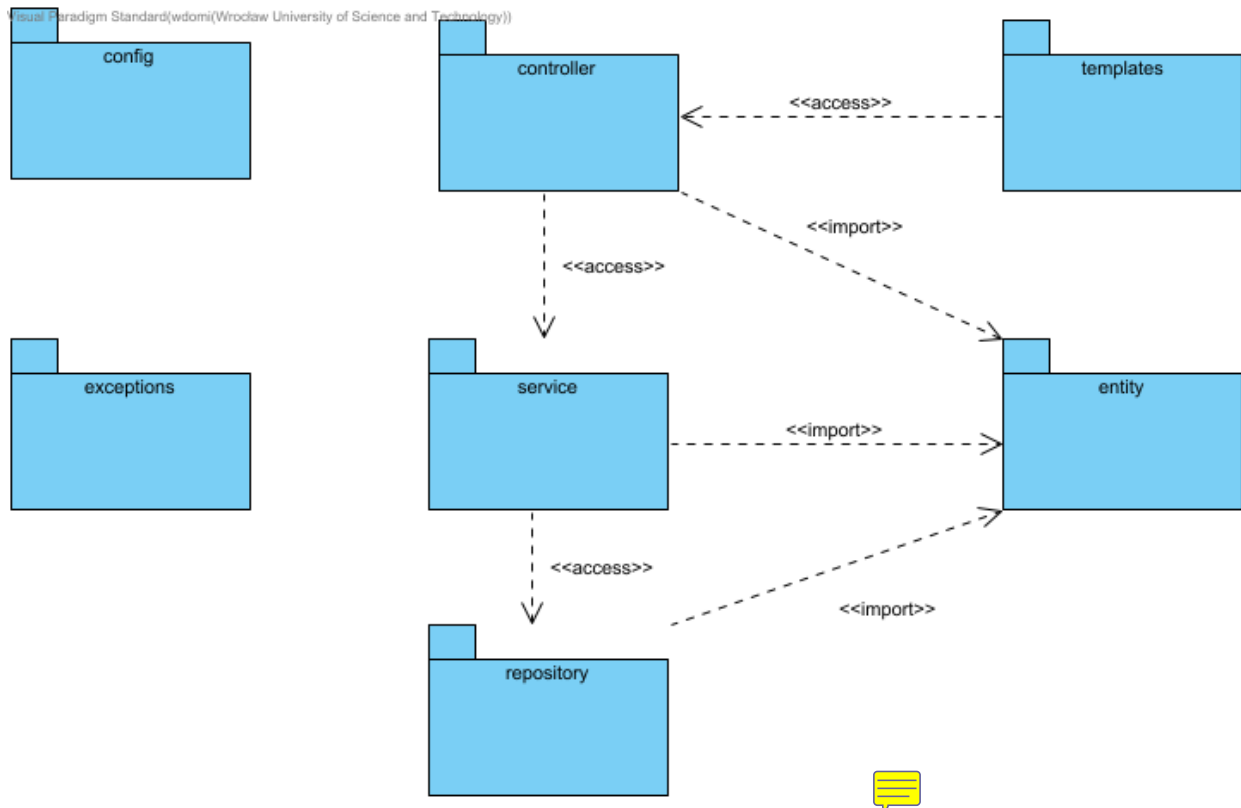 Visual Paradigm Standard(wdomi(Wrocław University of Science and Technology))
config
controller
templates
<<access>>
<<import>>
<<access>>
exceptions
service
entity
<<import>>
<<access>>
<<import>>
repository